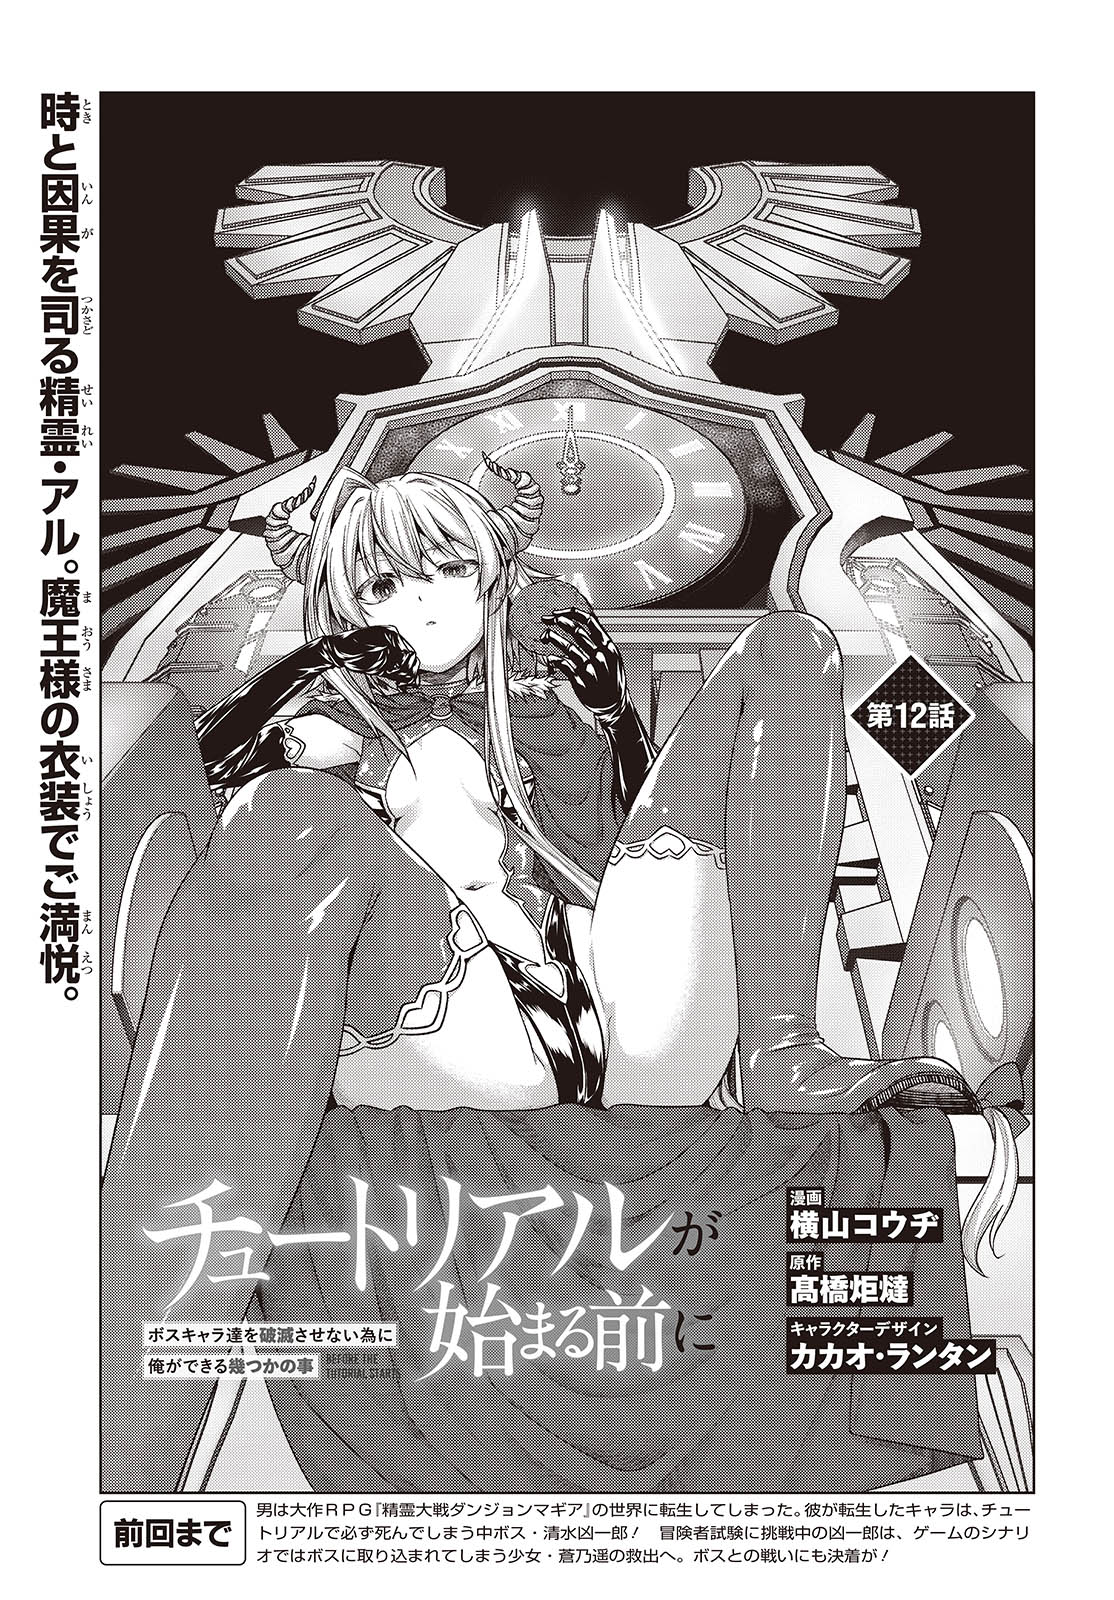 時と因果を司る精霊・アル。魔王様の衣装でご満悦。
第12話
チュートリアルが
始まる前に
ボスキャラ達を破滅させない為に
俺ができる幾つかの事
BEFORE THE
TUTORIAL STARTS
漫画
横山コウヂ
原作
髙橋炬燵
キャラクターデザイン
カカオ・ランタン
前回まで
男は大作RPG『精霊大戦ダンジョンマギア』の世界に転生してしまった。彼が転生したキャラは、チュー
トリアルで必ず死んでしまう中ボス・清水凶一郎！　冒険者試験に挑戦中の凶一郎は、ゲームのシナリ
オではボスに取り込まれてしまう少女・蒼乃遥の救出へ。ボスとの戦いにも決着が！